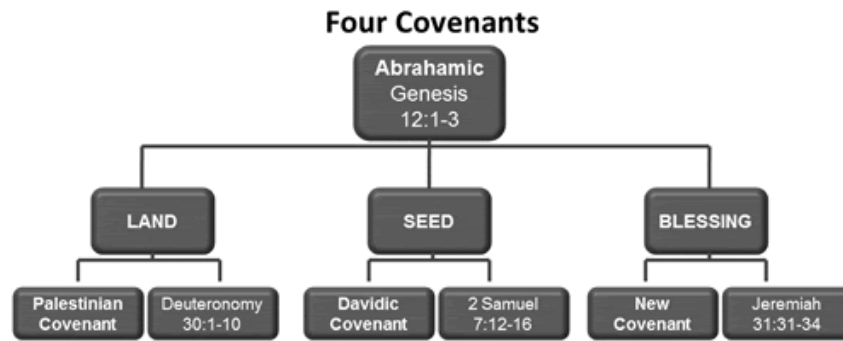 Four Covenants
Abrahamic
Genesis
12:1-3
LAND
SEED
BLESSING
Palestinian
Covenant
Deuteronomy
30:1-10
Davidic
Covenant
2 Samuel
7:12-16
New
Covenant
Jeremiah
31:31-34